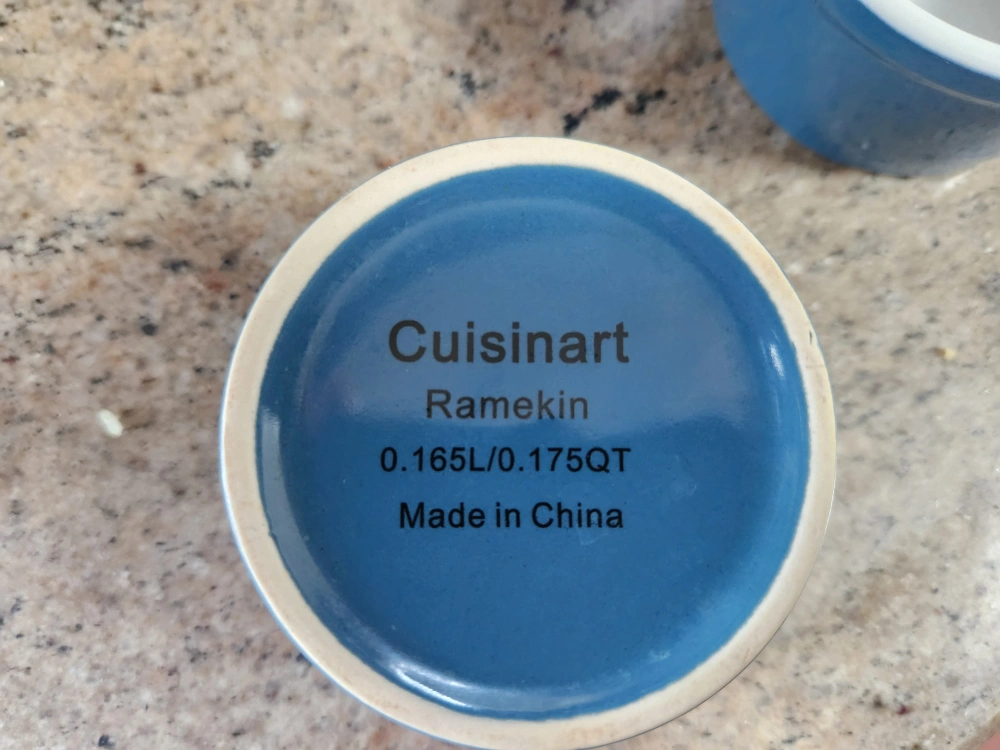 Cuisinart
Ramekin
0.165L/0.175QT
Made in China